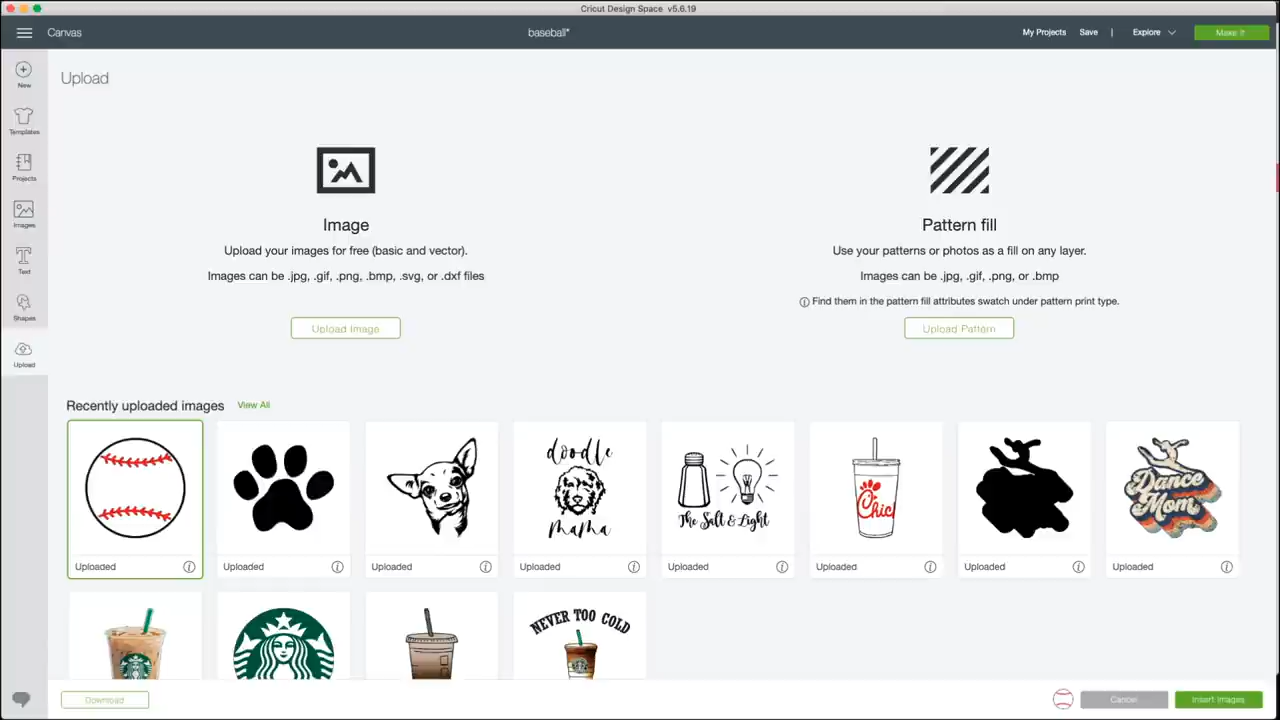 Cricut Design Space v5.6.19
Canvas
baseball*
My Projects
Save
|
Explore
Make It
New
Templates
Projects
Images
Text
Shapes
Upload
Upload
Image
Upload your images for free (basic and vector).
Images can be .jpg, .gif, .png, .bmp, .svg, or .dxf files
Upload Image
Pattern fill
Use your patterns or photos as a fill on any layer.
Images can be .jpg, .gif, .png, or .bmp
Find them in the pattern fill attributes swatch under pattern print type.
Upload Pattern
Recently uploaded images
View All
doodle
mama
The Salt & Light
Chic
Dance
Mom
Uploaded
Uploaded
Uploaded
Uploaded
Uploaded
Uploaded
Uploaded
Uploaded
NEVER TOO COLD
Download
Cancel
Insert Images